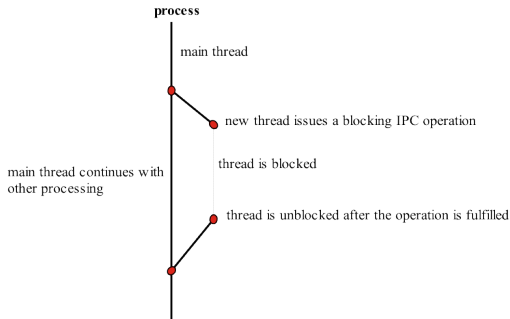 process
main thread
new thread issues a blocking IPC operation
thread is blocked
main thread continues with
other processing
thread is unblocked after the operation is fulfilled